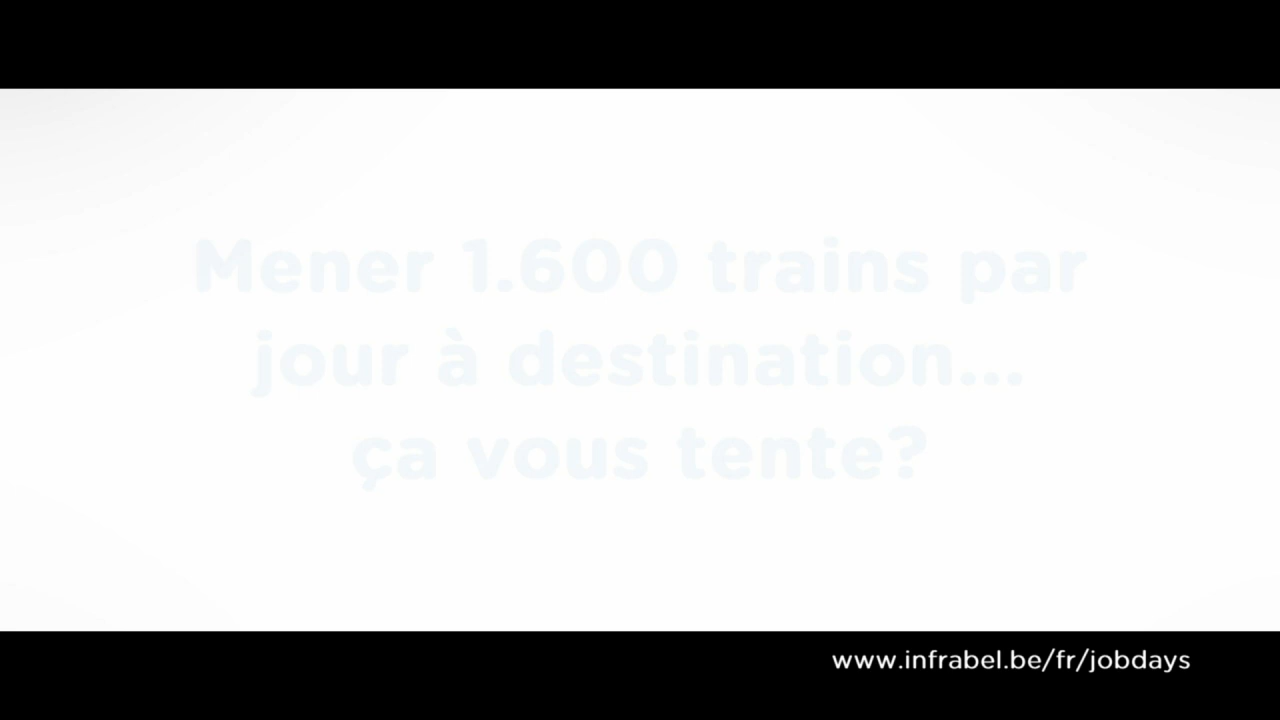 Mener 1.600 trains par
jour à destination...
ça vous tente?
www.infrabel.be/fr/jobdays